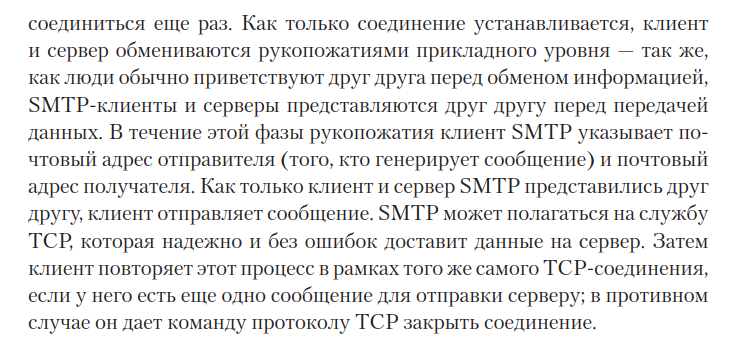 соединиться еще раз. Как только соединение устанавливается, клиент
и сервер обмениваются рукопожатиями прикладного уровня — так же,
как люди обычно приветствуют друг друга перед обменом информацией,
SMTP-клиенты и серверы представляются друг другу перед передачей
данных. В течение этой фазы рукопожатия клиент SMTP указывает по-
чтовый адрес отправителя (того, кто генерирует сообщение) и почтовый
адрес получателя. Как только клиент и сервер SMTP представились друг
другу, клиент отправляет сообщение. SMTP может полагаться на службу
TCP, которая надежно и без ошибок доставит данные на сервер. Затем
клиент повторяет этот процесс в рамках того же самого TCP-соединения,
если у него есть еще одно сообщение для отправки серверу; в противном
случае он дает команду протоколу TCP закрыть соединение.